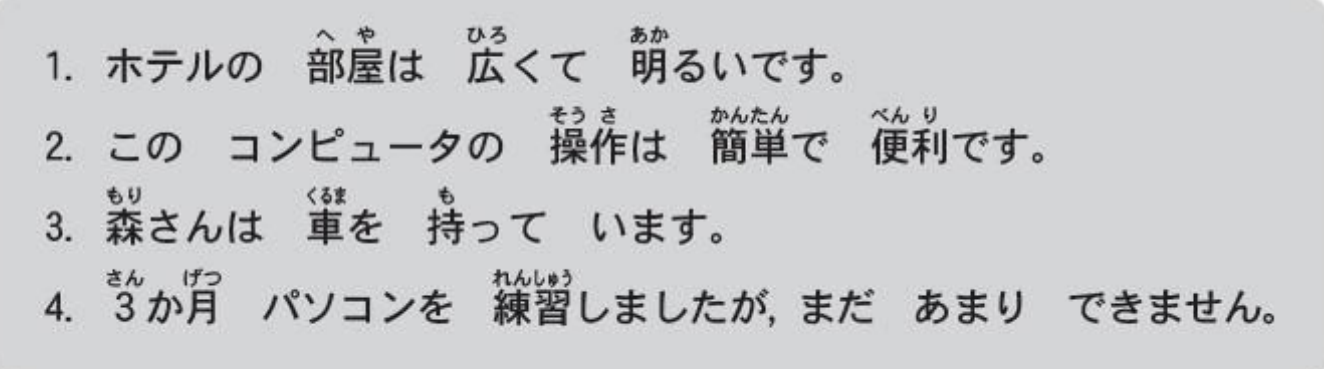 1. ホテルの　部屋は　広くて　明るいです。
2. この　コンピュータの　操作は　簡単で　便利です。
3. 森さんは　車を　持って　います。
4. 3か月　パソコンを　練習しましたが, まだ　あまり　できません。